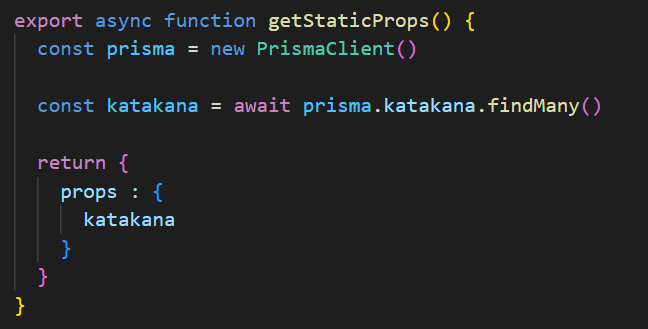 export async function getStaticProps() {
const prisma = new PrismaClient()
const katakana = await prisma.katakana.findMany()
return {
props : {
katakana
}
}
}